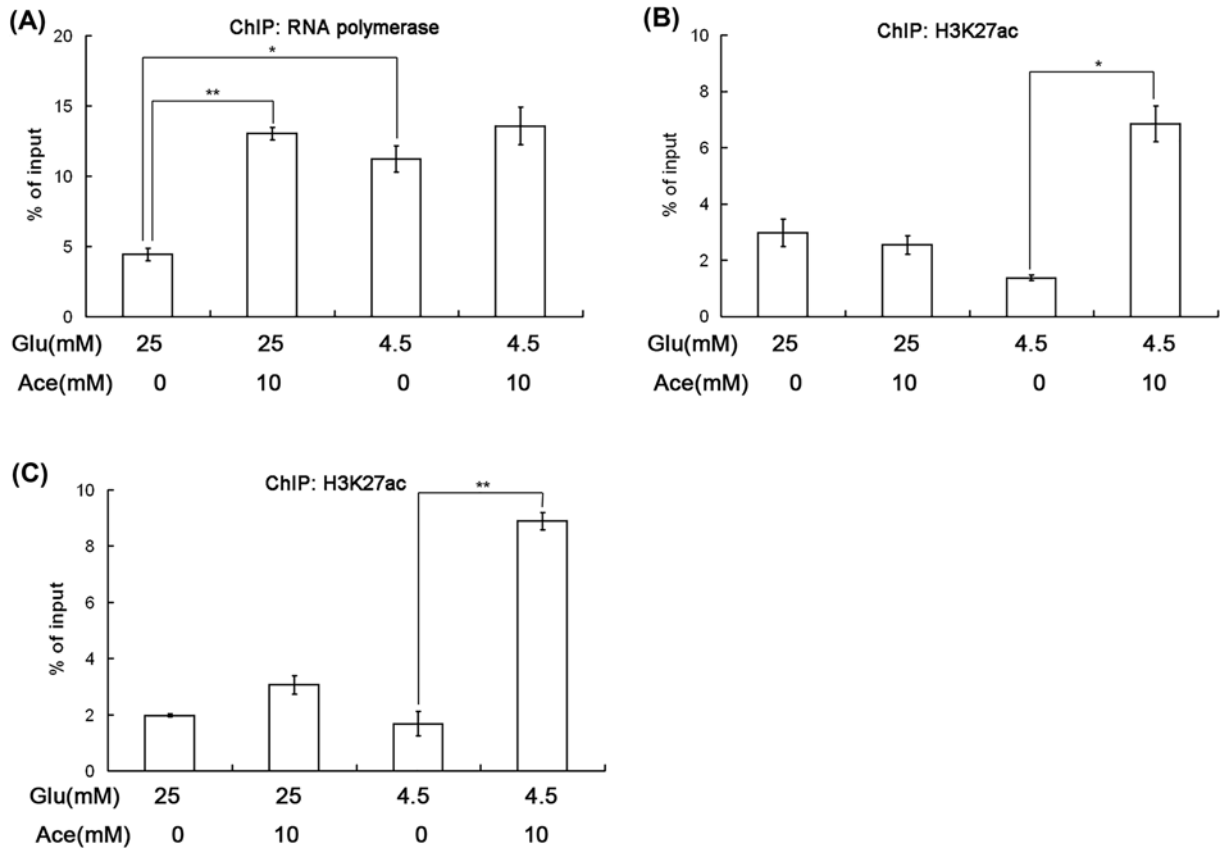 (A)
ChIP: RNA polymerase
20
15
10
5
0
% of input
*
**
Glu(mM) 25 25 4.5 4.5
Ace(mM) 0 10 0 10
(B)
ChIP: H3K27ac
10
8
6
4
2
0
% of input
*
Glu(mM) 25 25 4.5 4.5
Ace(mM) 0 10 0 10
(C)
ChIP: H3K27ac
10
8
6
4
2
0
% of input
**
Glu(mM) 25 25 4.5 4.5
Ace(mM) 0 10 0 10